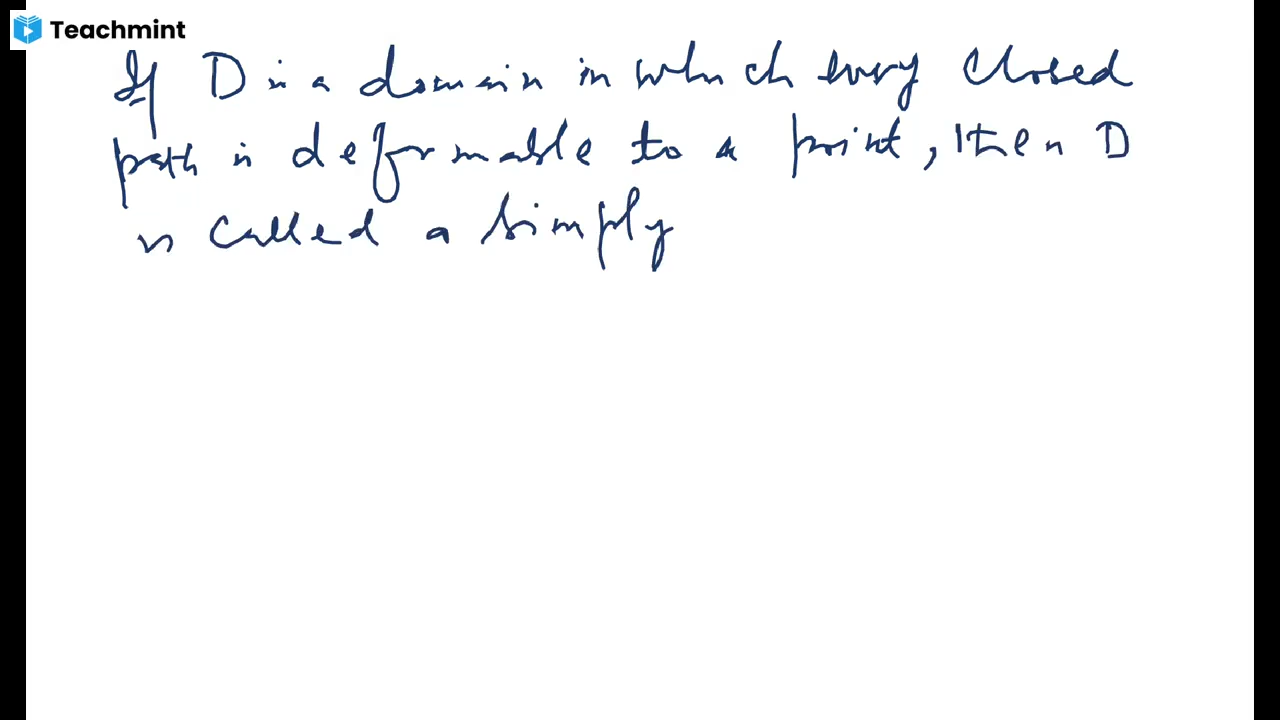 Teachmint
If D is a domain in which every closed
path is deformable to a point, then D
is called a simply